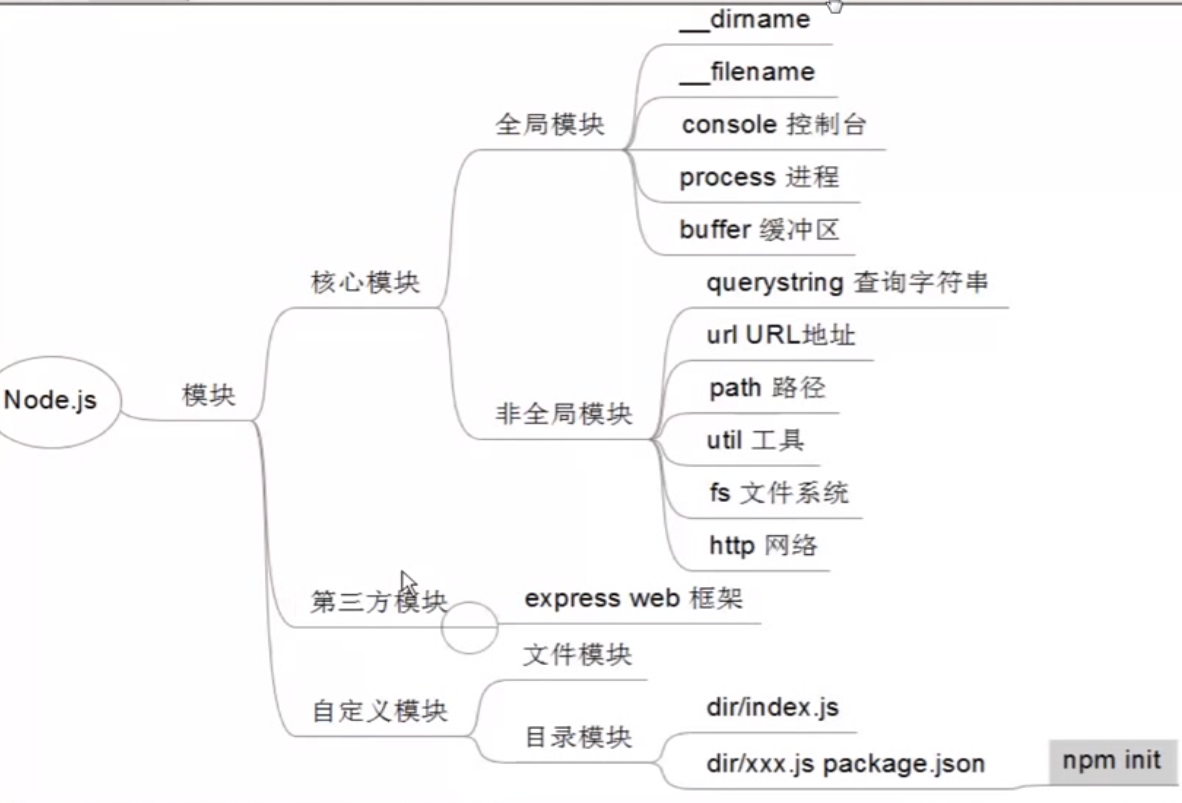 __dirname
__filename
全局模块
console 控制台
process 进程
buffer 缓冲区
核心模块
querystring 查询字符串
url URL地址
path 路径
Node.js
模块
非全局模块
util 工具
fs 文件系统
http 网络
第三方模块
express web 框架
文件模块
自定义模块
目录模块
dir/index.js
dir/xxx.js package.json
npm init